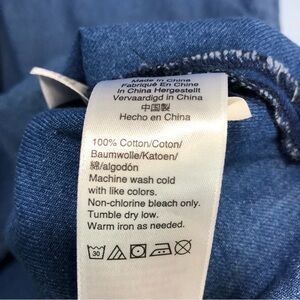 Made in China
Fabriqué En Chine
In China Hergestellt
Vervaardigd in China
中国製
Hecho en China
100% Cotton/Coton/
Baumwolle/Katoen/
綿/algodón
Machine wash cold
with like colors.
Non-chlorine bleach only.
Tumble dry low.
Warm iron as needed.
30